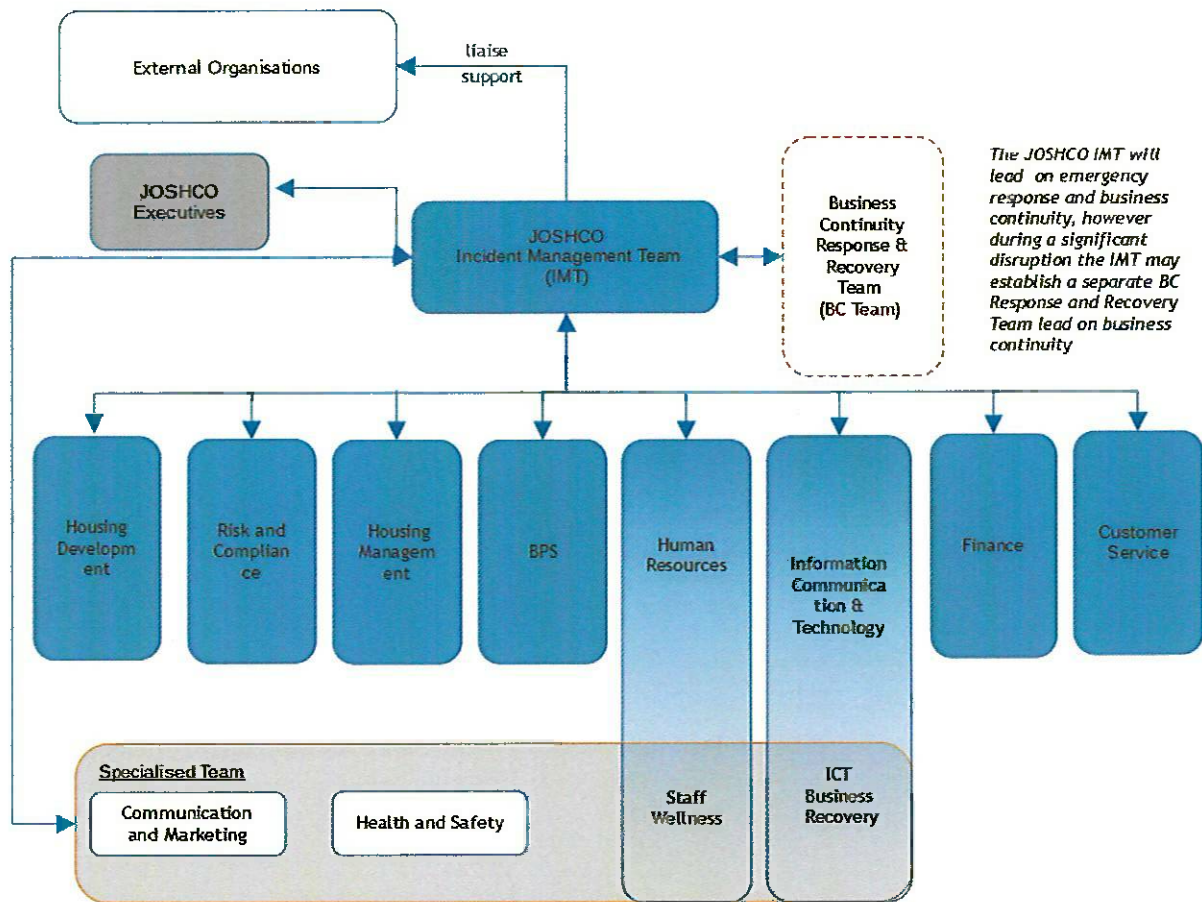 External Organisations
liaise
support
JOSHCO
Executives
JOSHCO
Incident Management Team
(IMT)
Business
Continuity
Response &
Recovery
Team
(BC Team)
The JOSHCO IMT will
lead on emergency
response and business
continuity, however
during a significant
disruption the IMT may
establish a separate BC
Response and Recovery
Team lead on business
continuity
Housing
Developm
ent
Risk and
Complian
ce
Housing
Managem
ent
BPS
Human
Resources
Information
Communica
tion &
Technology
Finance
Customer
Service
Specialised Team
Communication
and Marketing
Health and Safety
Staff
Wellness
ICT
Business
Recovery